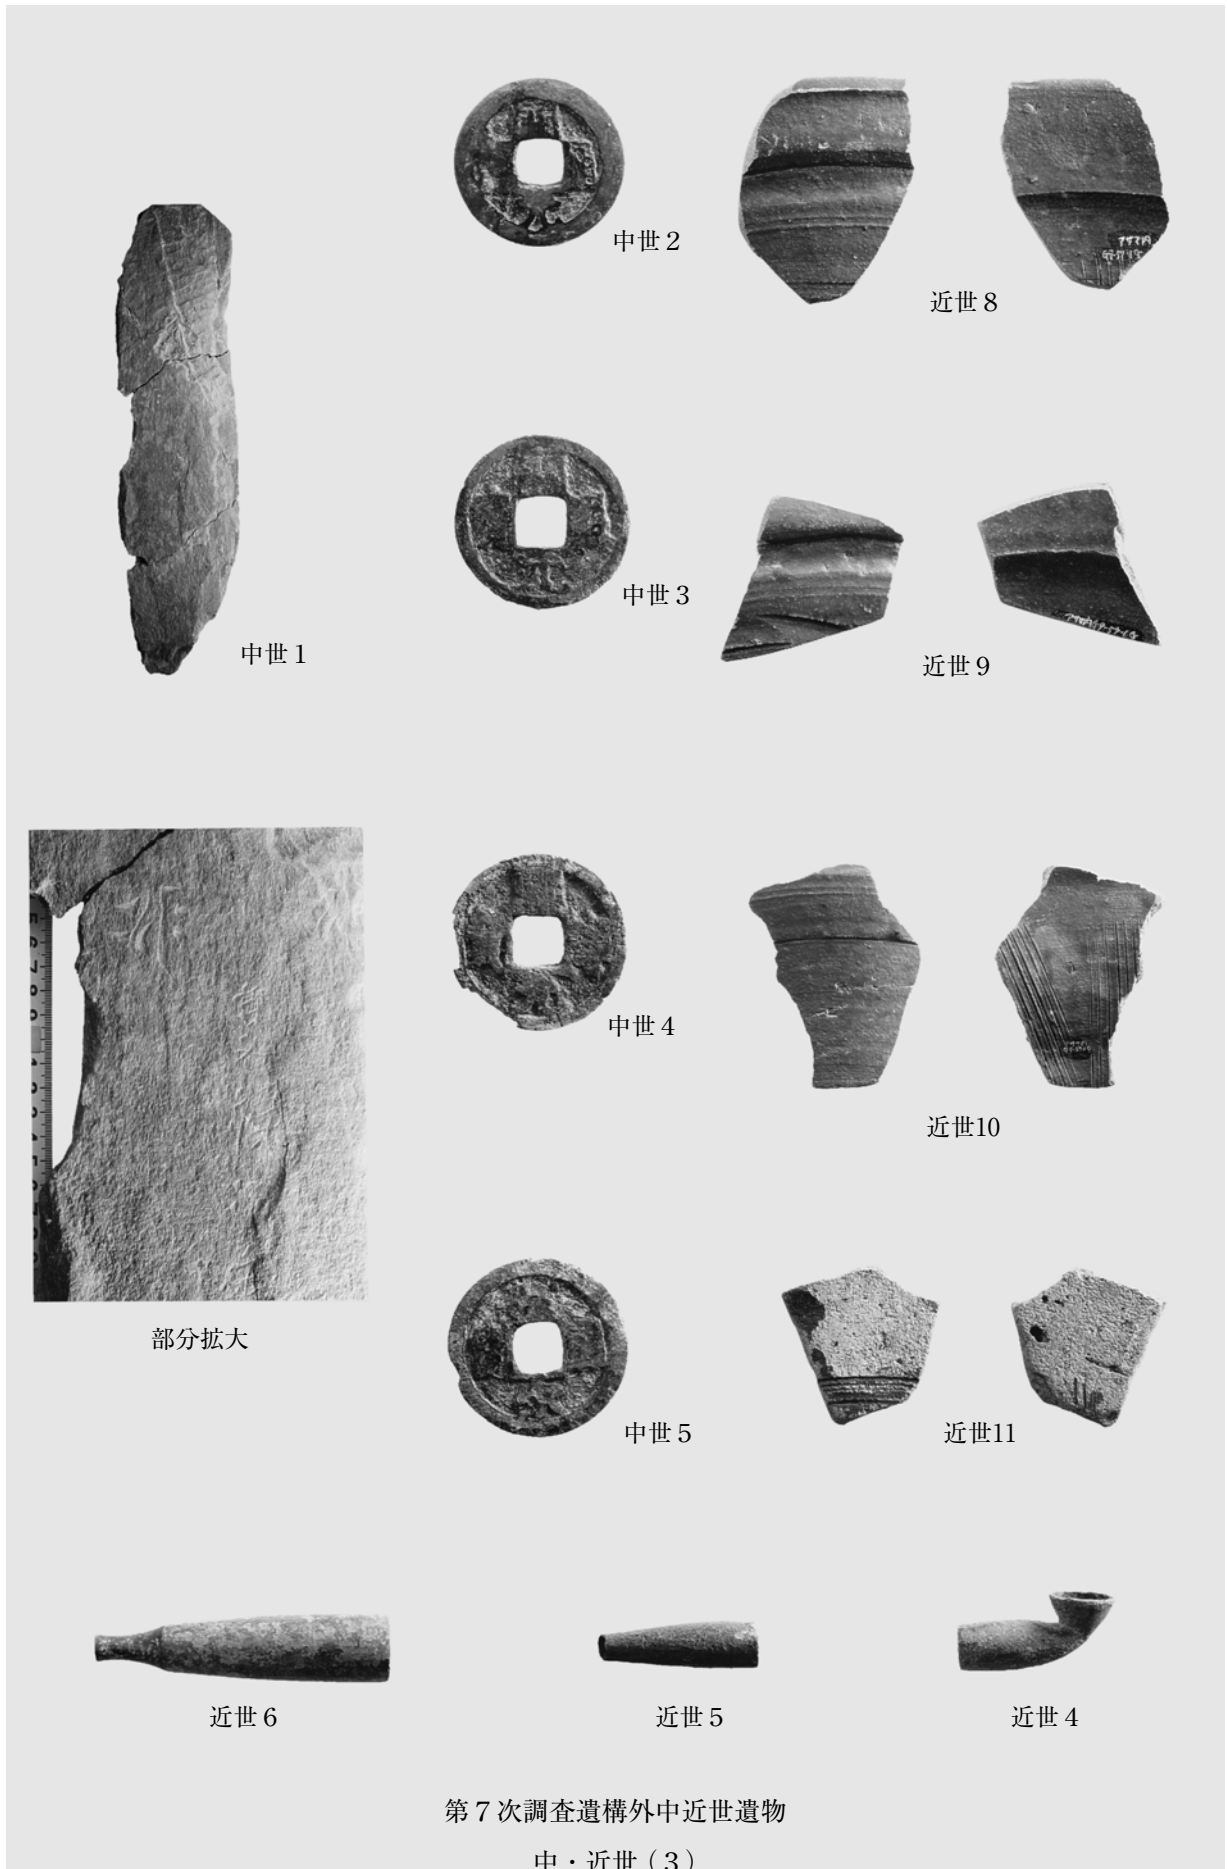 中世２
近世８
中世３
近世９
中世１
中世４
近世10
部分拡大
中世５
近世11
近世６
近世５
近世４
第７次調査遺構外中近世遺物
中・近世（３）